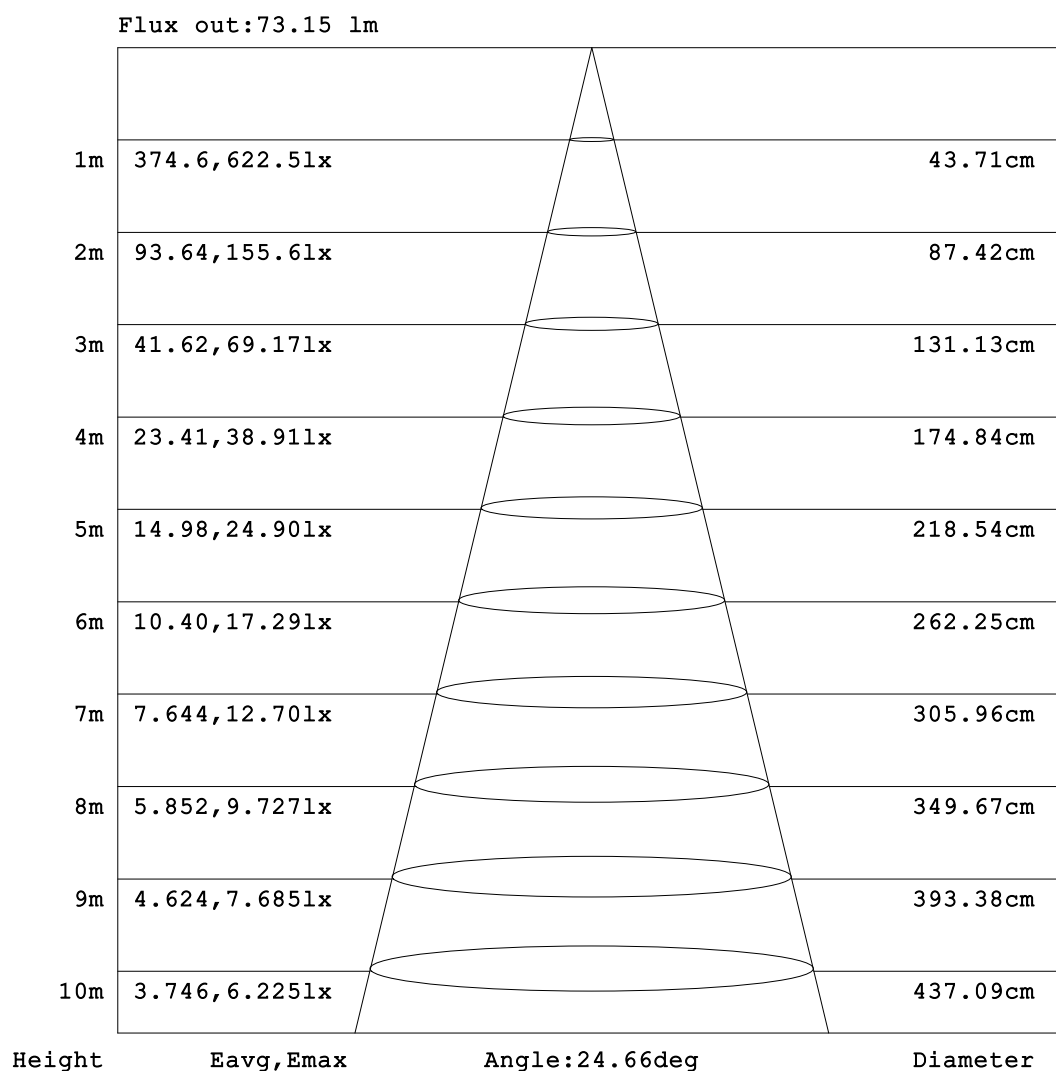 Flux out:73.15 lm
1m 374.6,622.5lx 43.71cm
2m 93.64,155.6lx 87.42cm
3m 41.62,69.17lx 131.13cm
4m 23.41,38.91lx 174.84cm
5m 14.98,24.90lx 218.54cm
6m 10.40,17.29lx 262.25cm
7m 7.644,12.70lx 305.96cm
8m 5.852,9.727lx 349.67cm
9m 4.624,7.685lx 393.38cm
10m 3.746,6.225lx 437.09cm
Height Eavg,Emax Angle:24.66deg Diameter